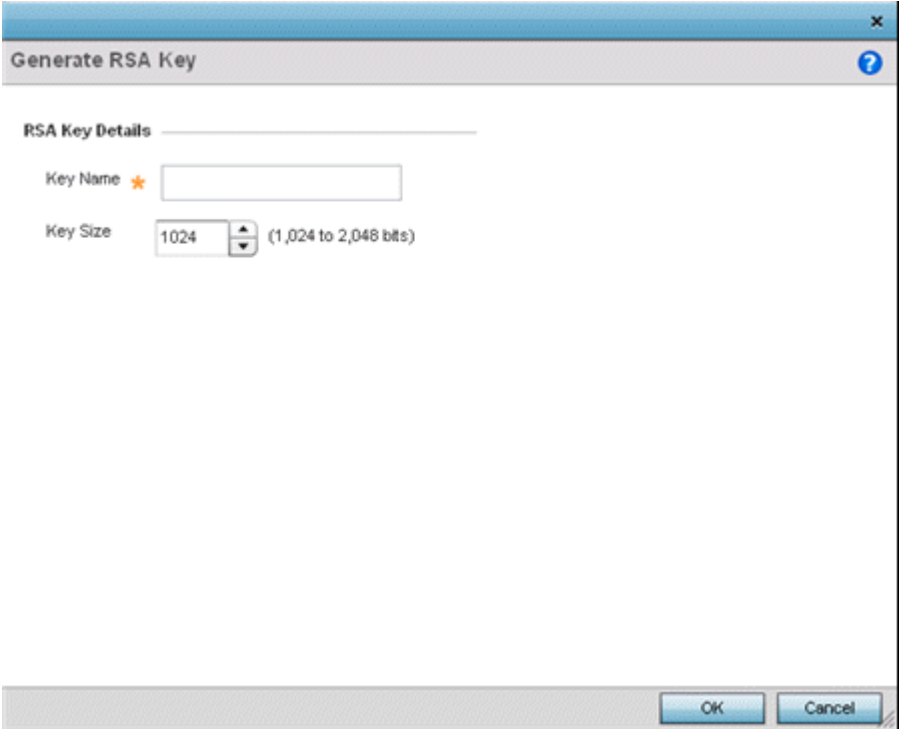 Generate RSA Key
RSA Key Details
Key Name *
Key Size 1024 (1,024 to 2,048 bits)
OK Cancel